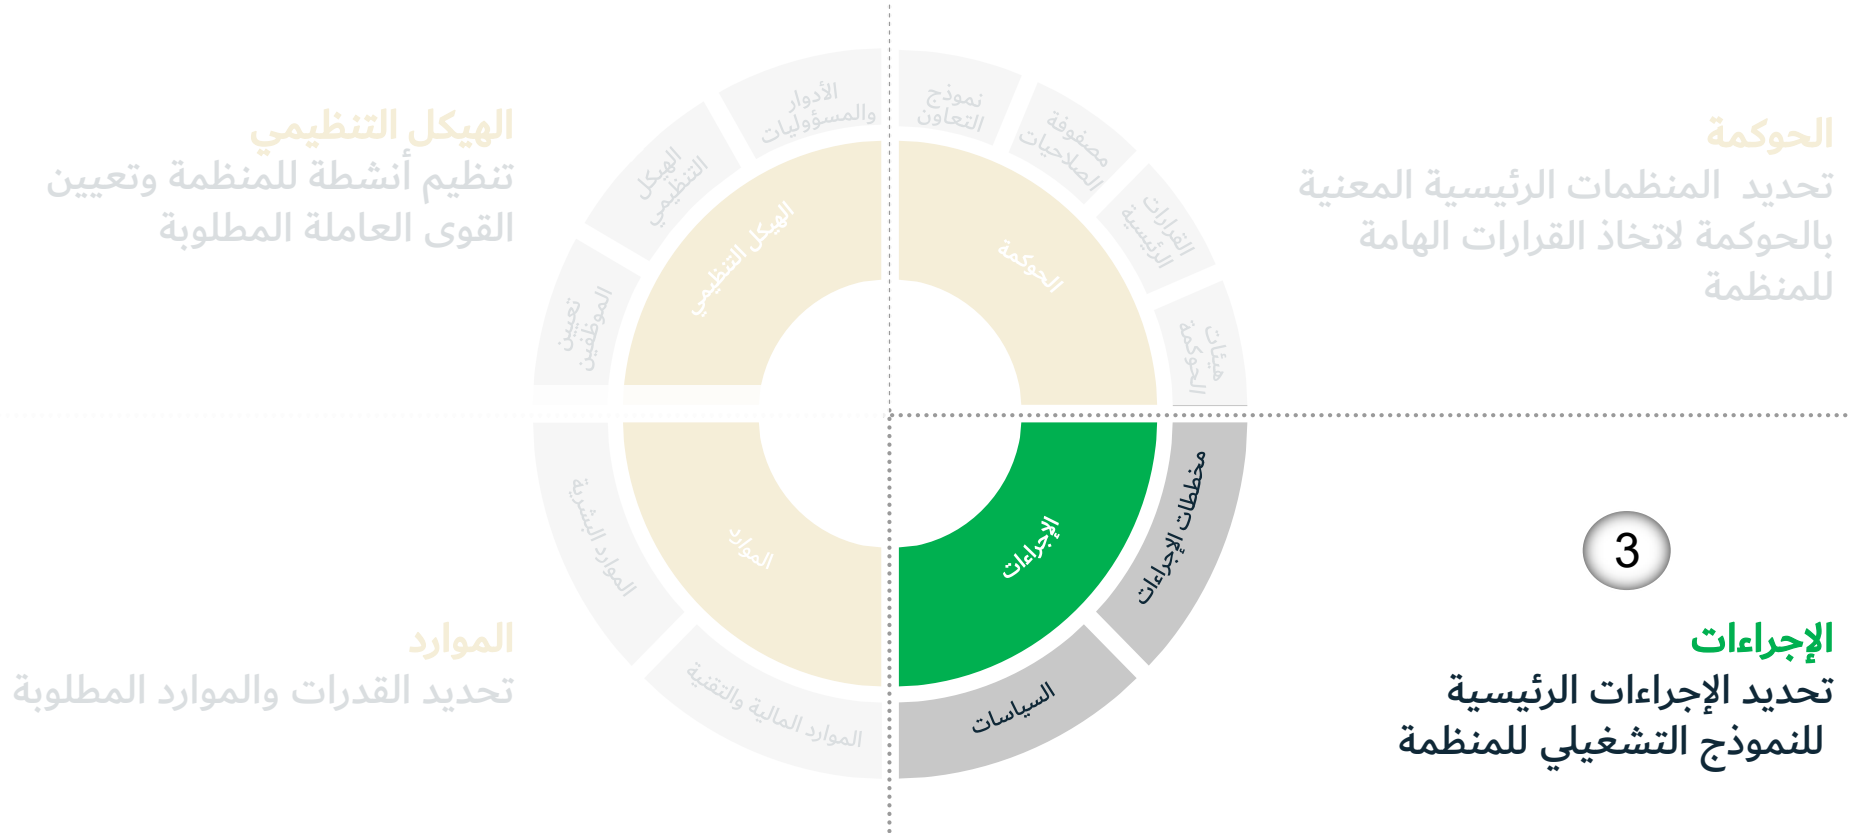 الحوكمة
تحديد المنظمات الرئيسية المعنية
بالحوكمة لاتخاذ القرارات الهامة
للمنظمة
الهيكل التنظيمي
تنظيم أنشطة للمنظمة وتعيين
القوى العاملة المطلوبة
نموذج
التعاون
مصفوفة
الصلاحيات
القرارات
الرئيسية
هيئات
الحوكمة
الأدوار
والمسؤوليات
الهيكل
التنظيمي
تعيين
الموظفين
الحوكمة
الهيكل التنظيمي
الإجراءات
الموارد
مخططات الإجراءات
السياسات
الموارد البشرية
الموارد المالية والتقنية
3
الإجراءات
تحديد الإجراءات الرئيسية
للنموذج التشغيلي للمنظمة
الموارد
تحديد القدرات والموارد المطلوبة